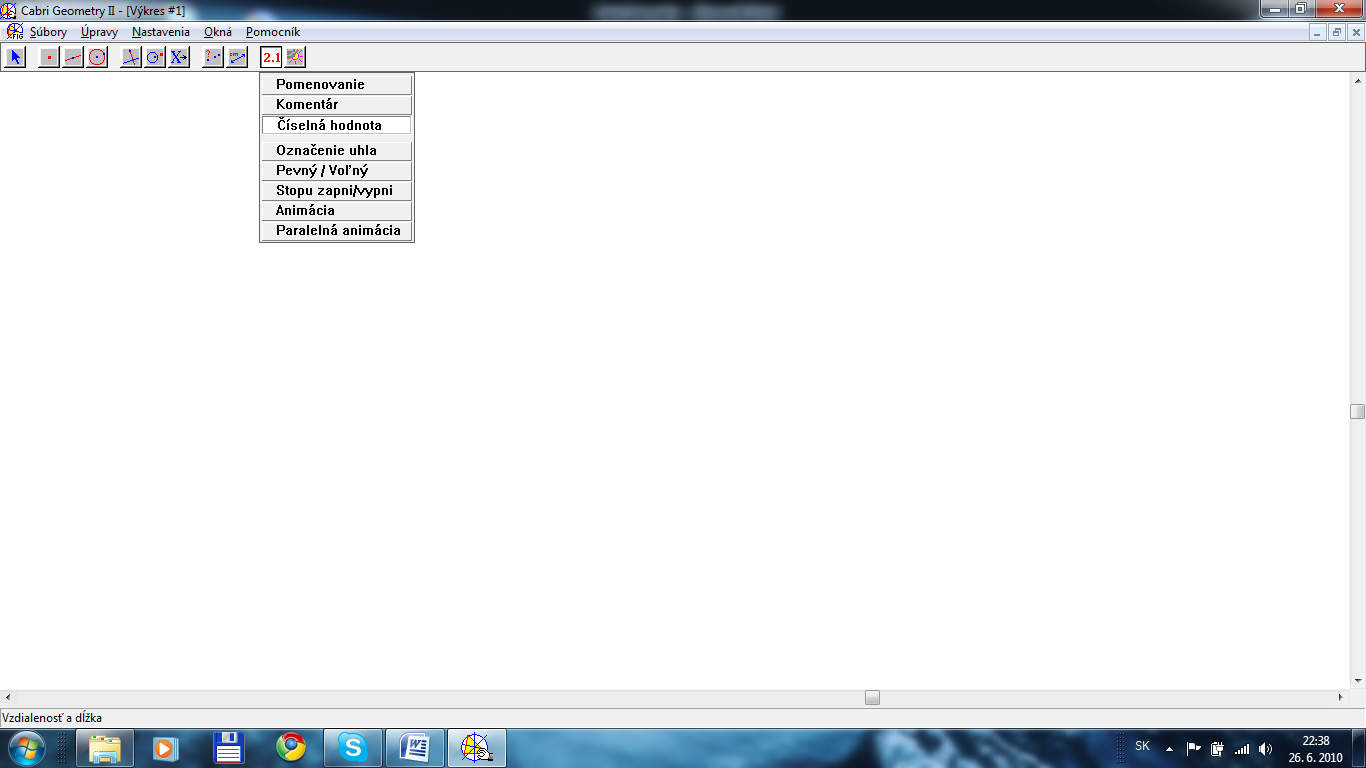 Cabri Geometry II - [Výkres #1]
Súbory Úpravy Nastavenia Okná Pomocník
2.1
Pomenovanie
Komentár
Číselná hodnota
Označenie uhla
Pevný / Voľný
Stopu zapni/vypni
Animácia
Paralelná animácia
Vzdialenosť a dĺžka
SK
22:38
26. 6. 2010